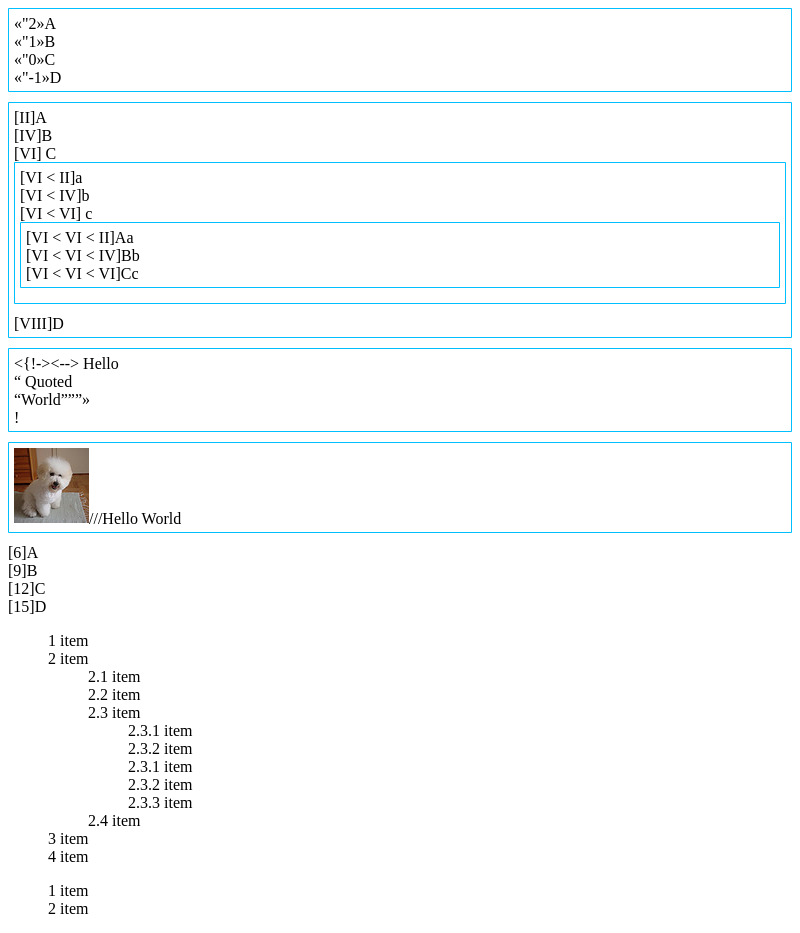 «"2»A
«"1»B
«"0»C
«"-1»D
[II]A
[IV]B
[VI] C
[VI < II]a
[VI < IV]b
[VI < VI] c
[VI < VI < II]Aa
[VI < VI < IV]Bb
[VI < VI < VI]Cc
[VIII]D
<{!-><--> Hello
“ Quoted
“World”””»
!
///Hello World
[6]A
[9]B
[12]C
[15]D
1 item
2 item
2.1 item
2.2 item
2.3 item
2.3.1 item
2.3.2 item
2.3.1 item
2.3.2 item
2.3.3 item
2.4 item
3 item
4 item
1 item
2 item